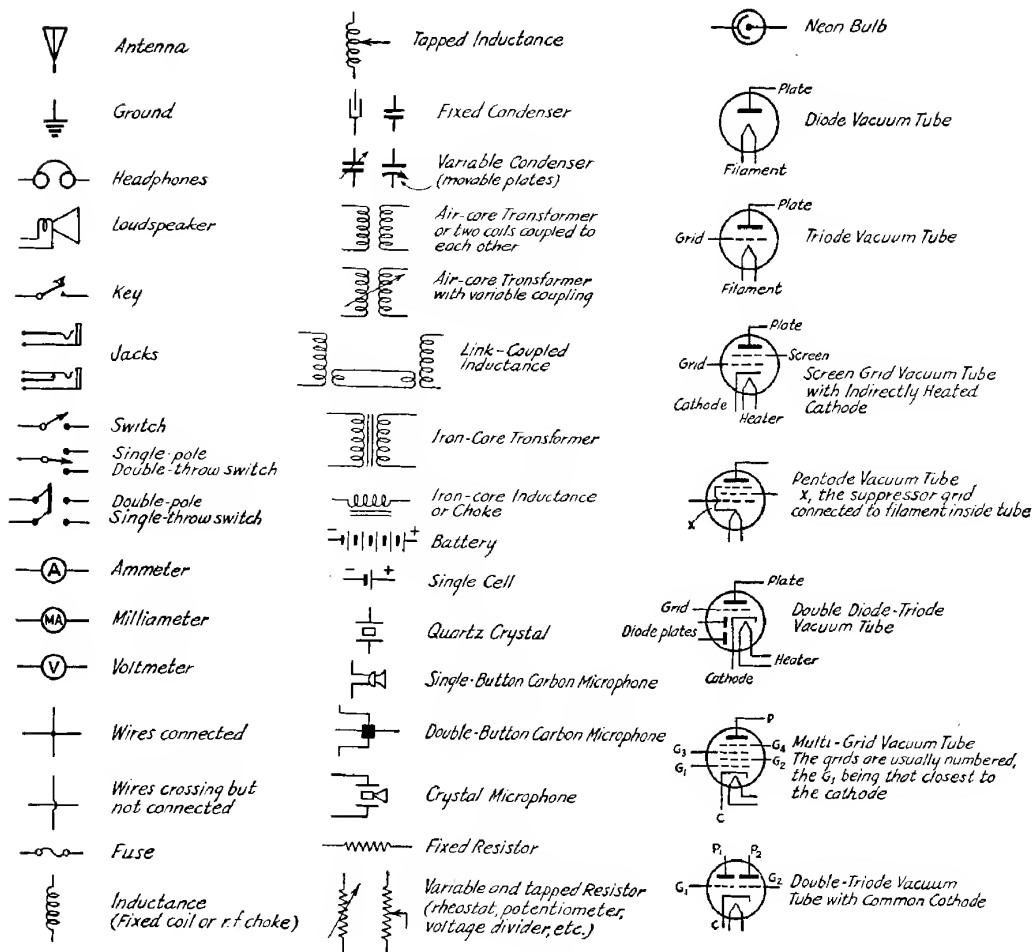 Antenna
Ground
Headphones
Loudspeaker
Key
Jacks
Switch
Single-pole
Double-throw switch
Double-pole
Single-throw switch
A
Ammeter
MA
Milliameter
V
Voltmeter
Wires connected
Wires crossing but
not connected
Fuse
Inductance
(Fixed coil or r.f choke)
Tapped Inductance
Fixed Condenser
Variable Condenser
(movable plates)
Air-core Transformer
or two coils coupled to
each other
Air-core Transformer
with variable coupling
Link-Coupled
Inductance
Iron-Core Transformer
Iron-core Inductance
or Choke
- +
Battery
- +
Single Cell
Quartz Crystal
Single-Button Carbon Microphone
Double-Button Carbon Microphone
Crystal Microphone
Fixed Resistor
Variable and tapped Resistor
(rheostat, potentiometer,
voltage divider, etc.)
Neon Bulb
Plate
Diode Vacuum Tube
Filament
Plate
Grid
Triode Vacuum Tube
Filament
Plate
Screen
Grid
Screen Grid Vacuum Tube
with Indirectly Heated
Cathode
Cathode
Heater
Pentode Vacuum Tube
X, the suppressor grid
connected to filament inside tube
X
Plate
Grid
Double Diode-Triode
Vacuum Tube
Diode plates
Heater
Cathode
P
G4
G3
G2
G1
Multi-Grid Vacuum Tube
The grids are usually numbered,
the G1 being that closest to
the cathode
C
P1 P2
G1
G2
Double-Triode Vacuum
Tube with Common Cathode
C